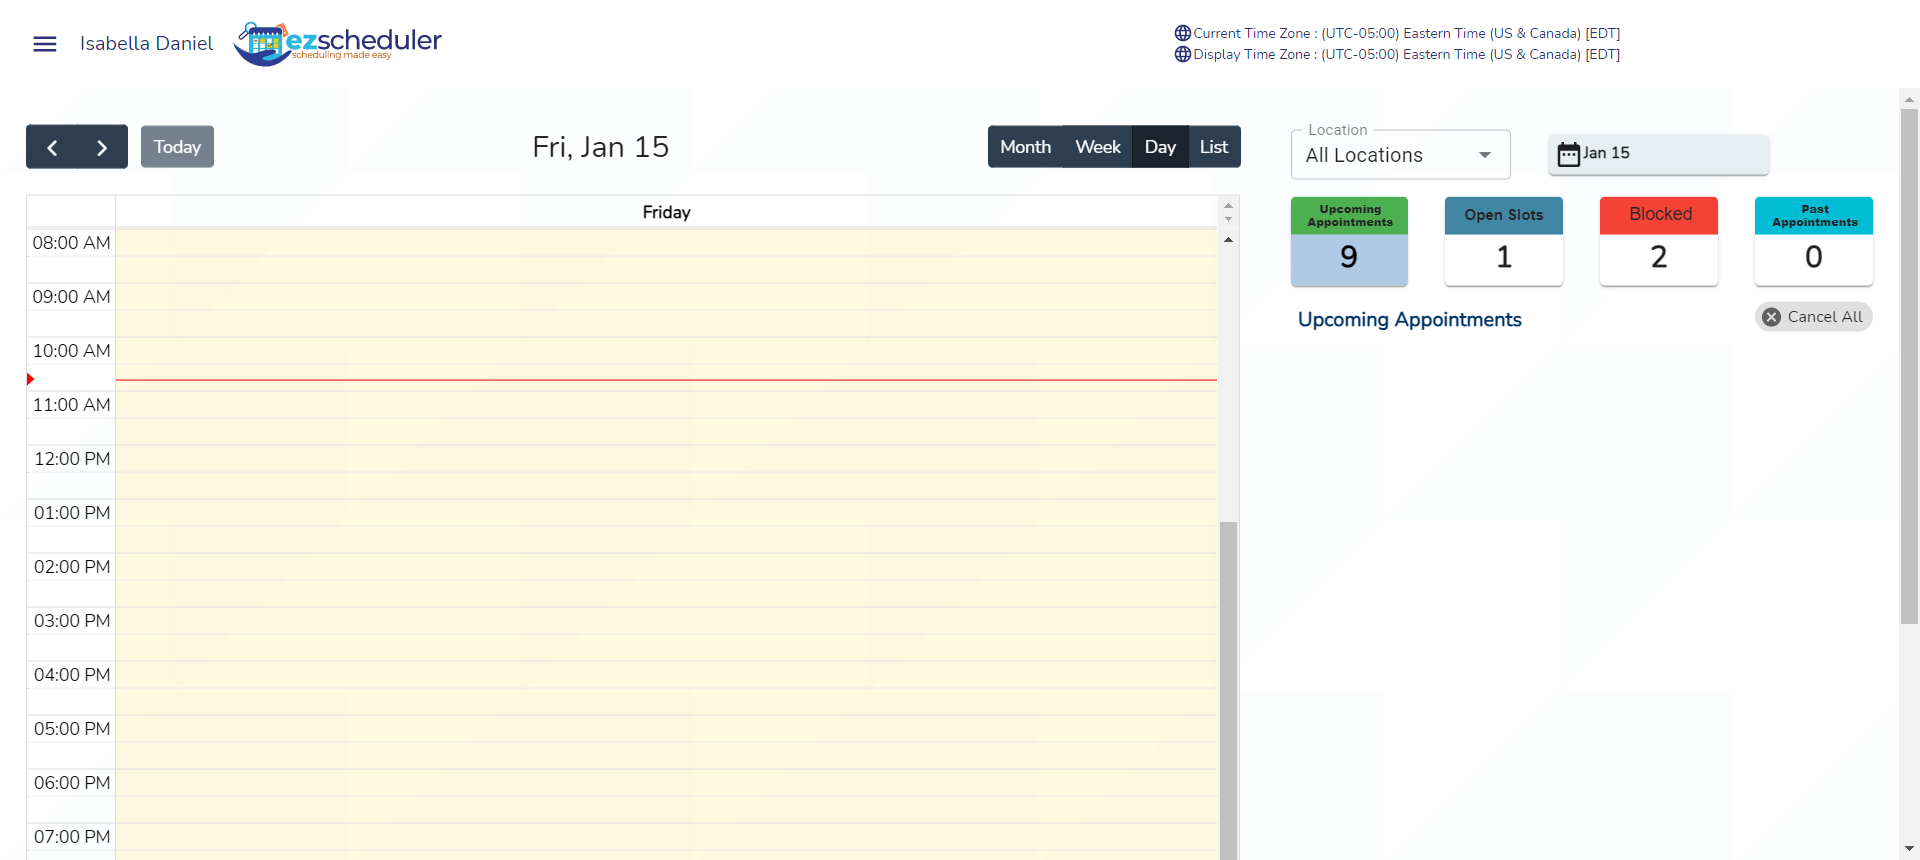 Isabella Daniel
ezscheduler
scheduling made easy
Current Time Zone : (UTC-05:00) Eastern Time (US & Canada) [EDT]
Display Time Zone : (UTC-05:00) Eastern Time (US & Canada) [EDT]
Today
Fri, Jan 15
Month Week Day List
Location
All Locations
Jan 15
Friday
08:00 AM
09:00 AM
10:00 AM
11:00 AM
12:00 PM
01:00 PM
02:00 PM
03:00 PM
04:00 PM
05:00 PM
06:00 PM
07:00 PM
Upcoming
Appointments
9
Open Slots
1
Blocked
2
Past
Appointments
0
Upcoming Appointments
Cancel All